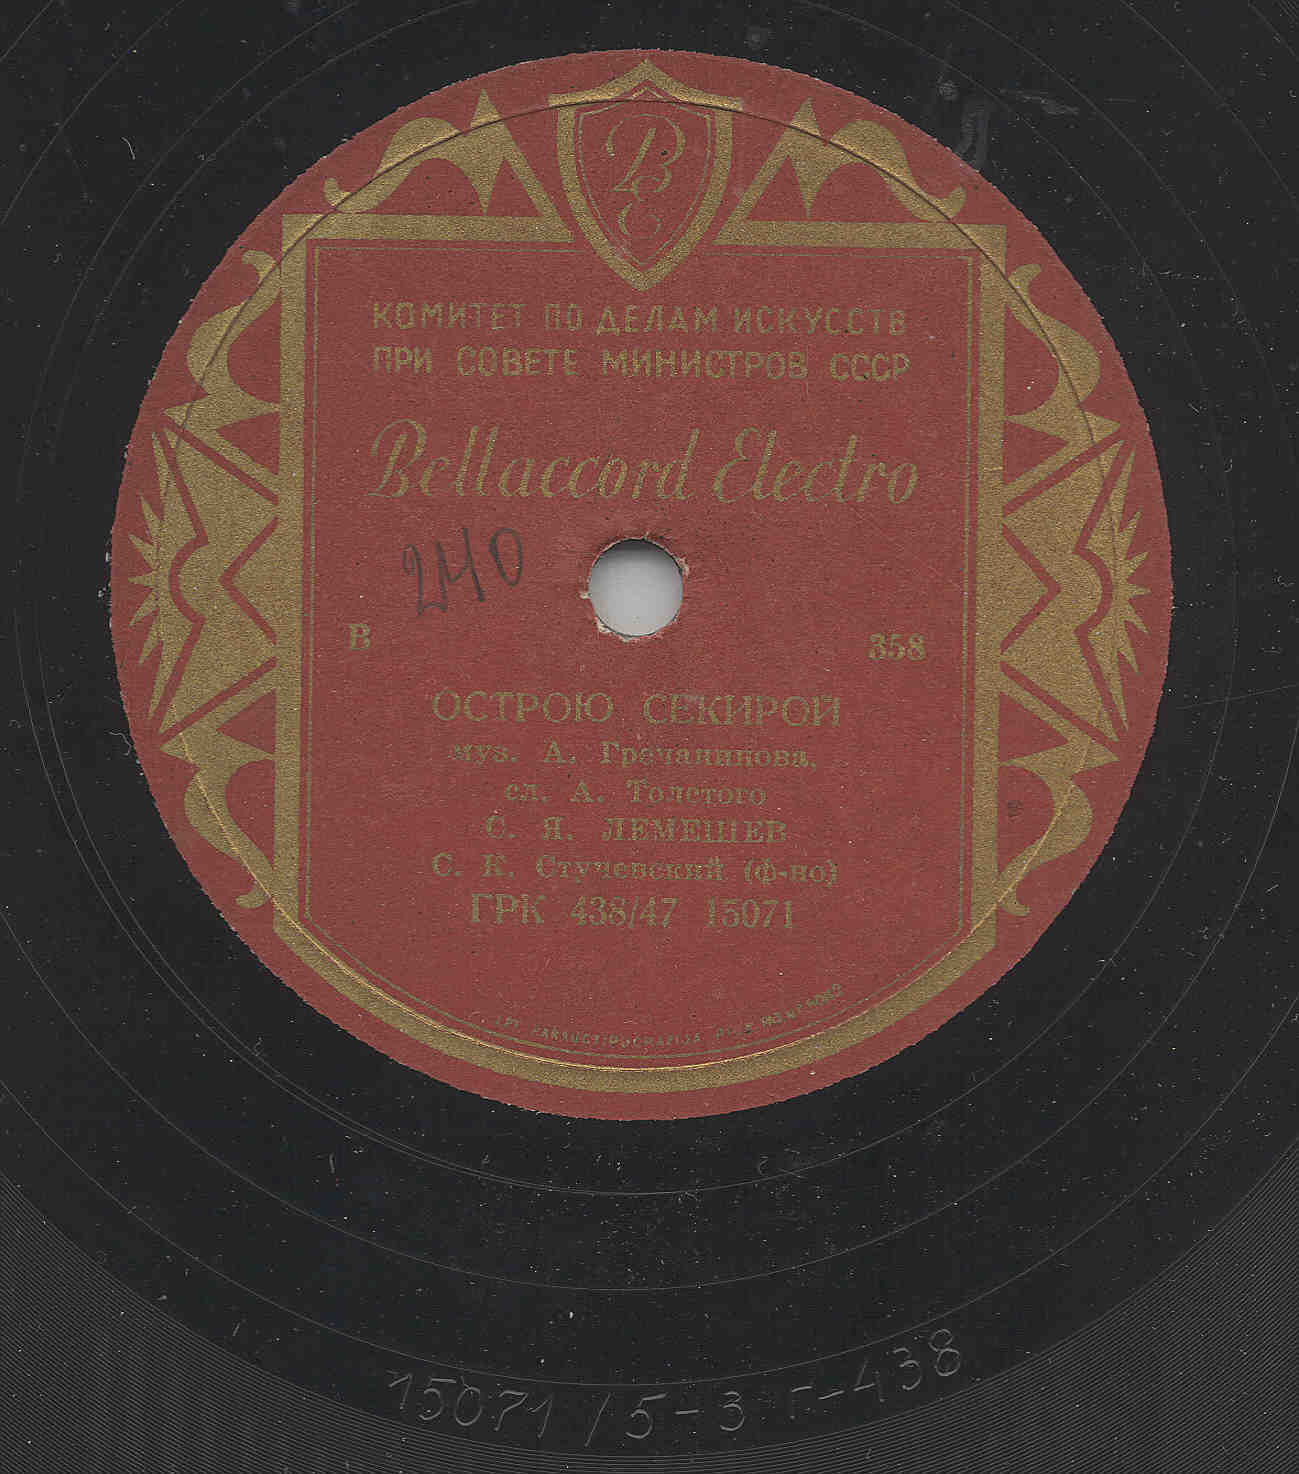 В
Е
КОМИТЕТ ПО ДЕЛАМ ИСКУССТВ
ПРИ СОВЕТЕ МИНИСТРОВ СССР
Bellaccord Electro
240
В 358
ОСТРОЮ СЕКИРОЙ
муз. А. Гречанинова,
сл. А. Толстого
С. Я. ЛЕМЕШЕВ
С. К. Стучевский (ф-но)
ГРК 438/47 15071
15071/5-3 г-438